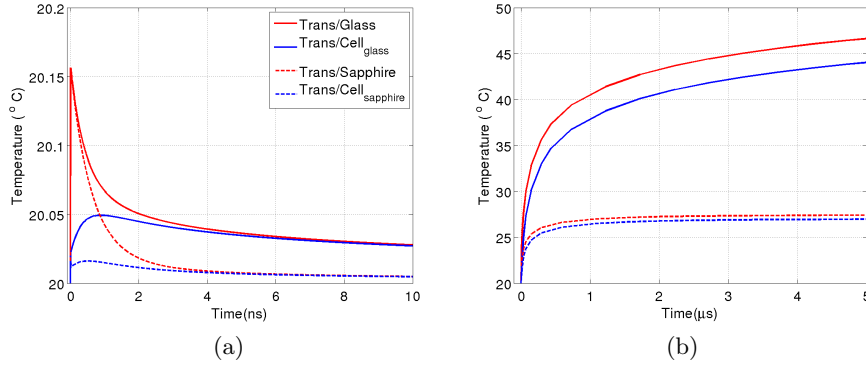 20.2
20.15
20.1
20.05
20
Temperature ( ° C)
Trans/Glass
Trans/Cell_glass
Trans/Sapphire
Trans/Cell_sapphire
0 2 4 6 8 10
Time(ns)
(a)
50
45
40
35
30
25
20
Temperature ( ° C)
0 1 2 3 4 5
Time(μs)
(b)